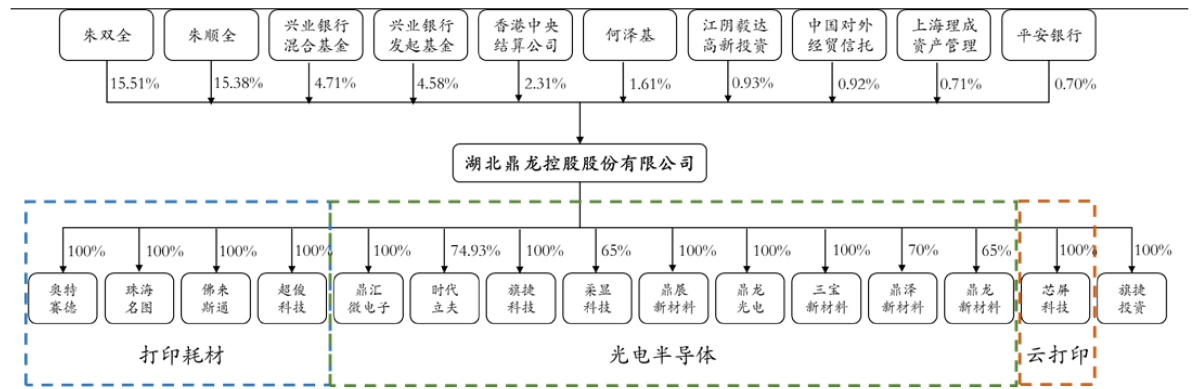 朱双全
朱顺全
兴业银行
混合基金
兴业银行
发起基金
香港中央
结算公司
何泽基
江阴毅达
高新投资
中国对外
经贸信托
上海理成
资产管理
平安银行
15.51%
15.38%
4.71%
4.58%
2.31%
1.61%
0.93%
0.92%
0.71%
0.70%
湖北鼎龙控股股份有限公司
100%
100%
100%
100%
100%
74.93%
100%
65%
100%
100%
100%
70%
65%
100%
100%
奥特
赛德
珠海
名图
佛来
斯通
超俊
科技
鼎汇
微电子
时代
立夫
旗捷
科技
柔显
科技
鼎展
新材料
鼎龙
光电
三宝
新材料
鼎泽
新材料
鼎龙
新材料
芯屏
科技
旗捷
投资
打印耗材
光电半导体
云打印